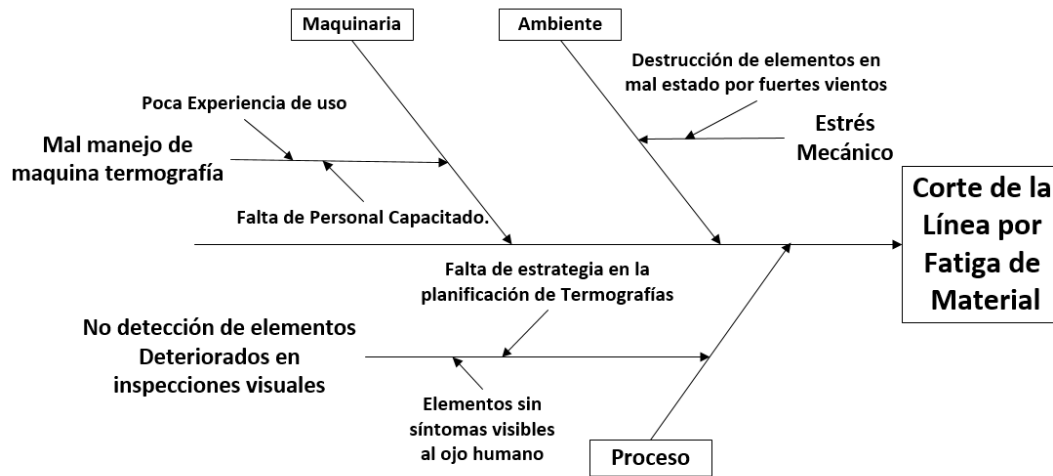 Maquinaria
Ambiente
Destrucción de elementos en
mal estado por fuertes vientos
Poca Experiencia de uso
Mal manejo de
maquina termografía
Estrés
Mecánico
Falta de Personal Capacitado.
Corte de la
Línea por
Fatiga de
Material
Falta de estrategia en la
planificación de Termografías
No detección de elementos
Deteriorados en
inspecciones visuales
Elementos sin
síntomas visibles
al ojo humano
Proceso